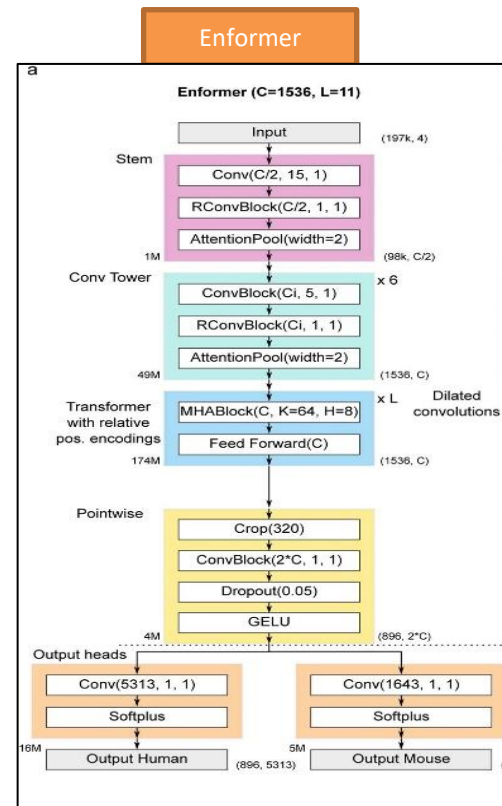 Enformer
a
Enformer (C=1536, L=11)
Input
(197k, 4)
Stem
Conv(C/2, 15, 1)
RConvBlock(C/2, 1, 1)
AttentionPool(width=2)
1M
(98k, C/2)
Conv Tower
x 6
ConvBlock(Ci, 5, 1)
RConvBlock(Ci, 1, 1)
AttentionPool(width=2)
49M
(1536, C)
Transformer
with relative
pos. encodings
x L
Dilated
convolutions
MHABlock(C, K=64, H=8)
Feed Forward(C)
174M
(1536, C)
Pointwise
Crop(320)
ConvBlock(2*C, 1, 1)
Dropout(0.05)
GELU
4M
(896, 2*C)
Output heads
Conv(5313, 1, 1)
Softplus
16M
Output Human
(896, 5313)
Conv(1643, 1, 1)
Softplus
5M
Output Mouse
(